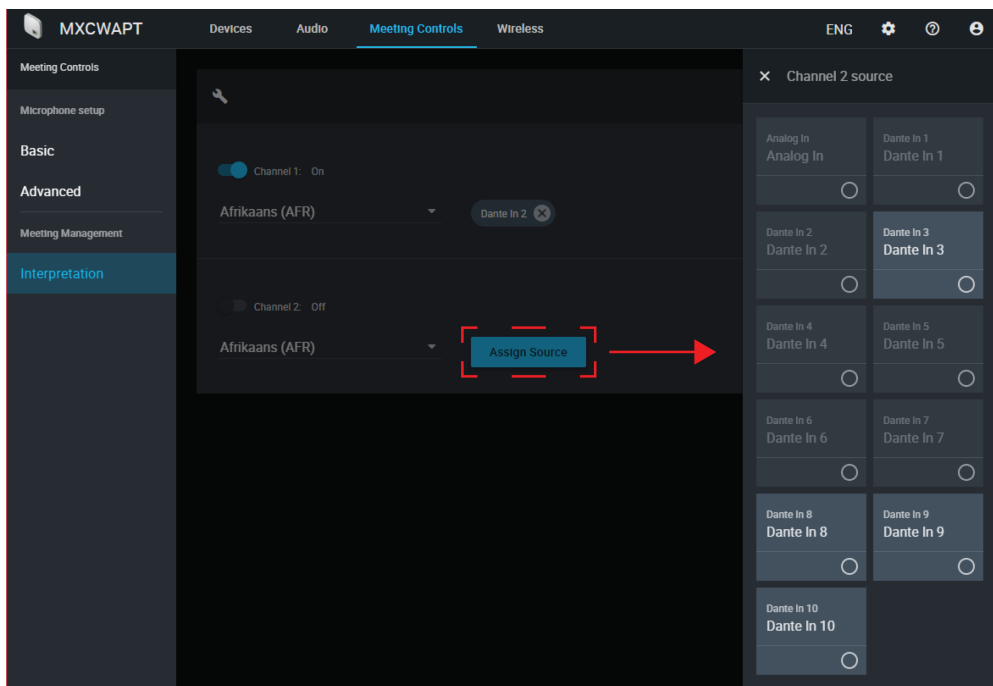 MXCWAPT
Devices Audio Meeting Controls Wireless ENG
Meeting Controls
Microphone setup
Basic
Advanced
Meeting Management
Interpretation
Channel 1: On
Afrikaans (AFR)
Dante In 2
Channel 2: Off
Afrikaans (AFR)
Assign Source
Channel 2 source
Analog In
Analog In
Dante In 1
Dante In 1
Dante In 2
Dante In 2
Dante In 3
Dante In 3
Dante In 4
Dante In 4
Dante In 5
Dante In 5
Dante In 6
Dante In 6
Dante In 7
Dante In 7
Dante In 8
Dante In 8
Dante In 9
Dante In 9
Dante In 10
Dante In 10